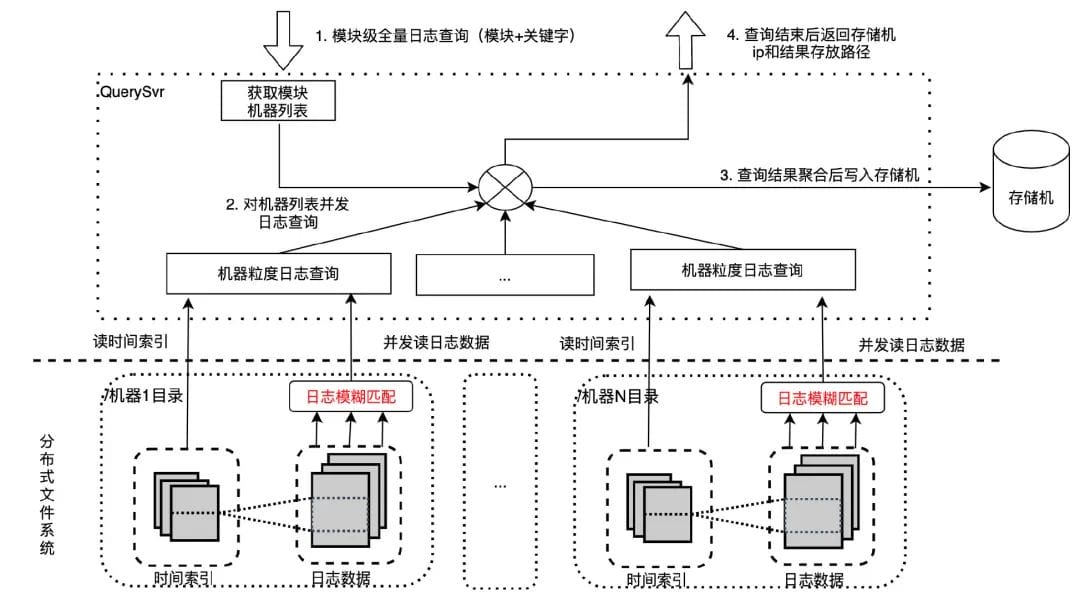 1. 模块级全量日志查询（模块+关键字）
4. 查询结束后返回存储机
ip和结果存放路径
QuerySvr
获取模块
机器列表
3. 查询结果聚合后写入存储机
存储机
2. 对机器列表并发
日志查询
机器粒度日志查询
...
机器粒度日志查询
读时间索引
并发读日志数据
读时间索引
并发读日志数据
/机器1目录
日志模糊匹配
/机器N目录
日志模糊匹配
分布式文件系统
...
时间索引
日志数据
时间索引
日志数据